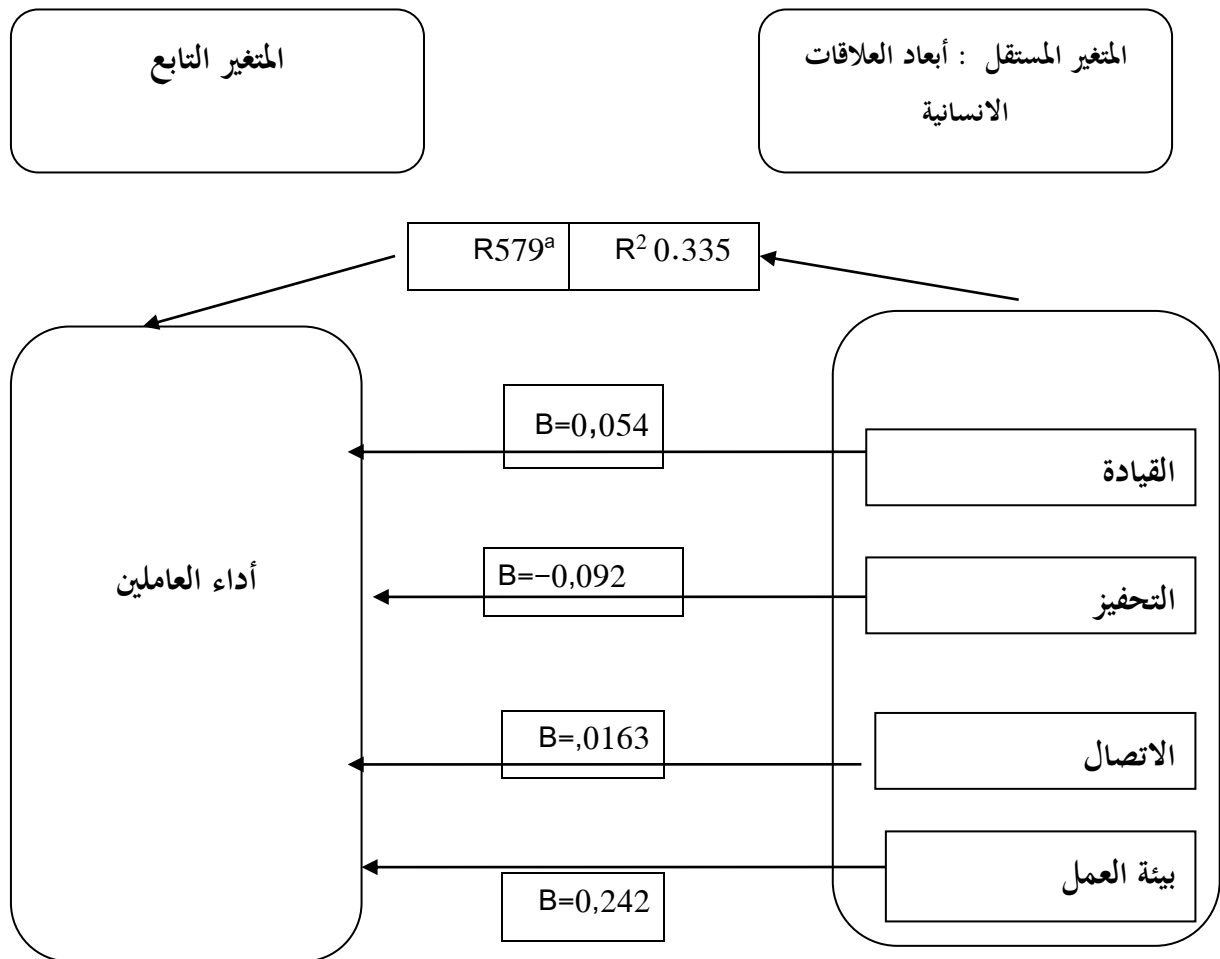 المتغير المستقل : أبعاد العلاقات
الانسانية
المتغير التابع
R² 0.335
R579ᵃ
B=0,054
القيادة
B=−0,092
التحفيز
أداء العاملين
B=,0163
الاتصال
بيئة العمل
B=0,242